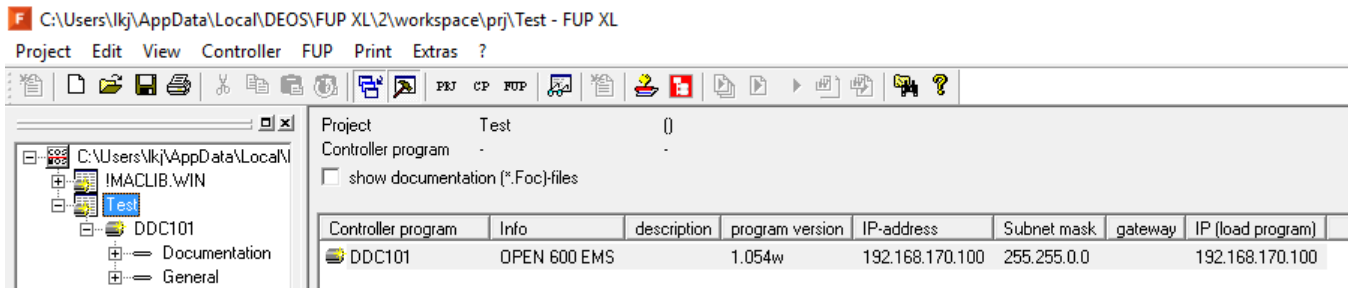 C:\Users\lkj\AppData\Local\DEOS\FUP XL\2\workspace\prj\Test - FUP XL
Project Edit View Controller FUP Print Extras ?
PRJ CP FUP
Project Test ()
Controller program - -
show documentation (*.Foc)-files
C:\Users\lkj\AppData\Local\
!MACLIB.WIN
Test
DDC101
Documentation
General
Controller program Info description program version IP-address Subnet mask gateway IP (load program)
DDC101 OPEN 600 EMS 1.054w 192.168.170.100 255.255.0.0 192.168.170.100